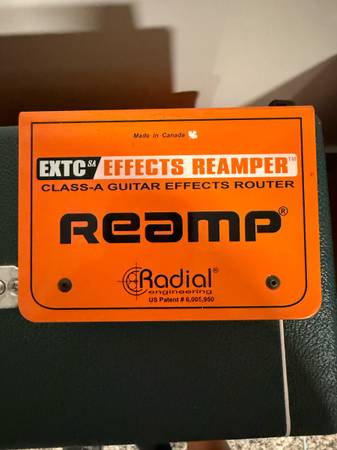 Made in Canada
EXTC SA EFFECTS REAMPER™
CLASS-A GUITAR EFFECTS ROUTER
ReamP®
Radial®
engineering
US Patent # 6,005,950